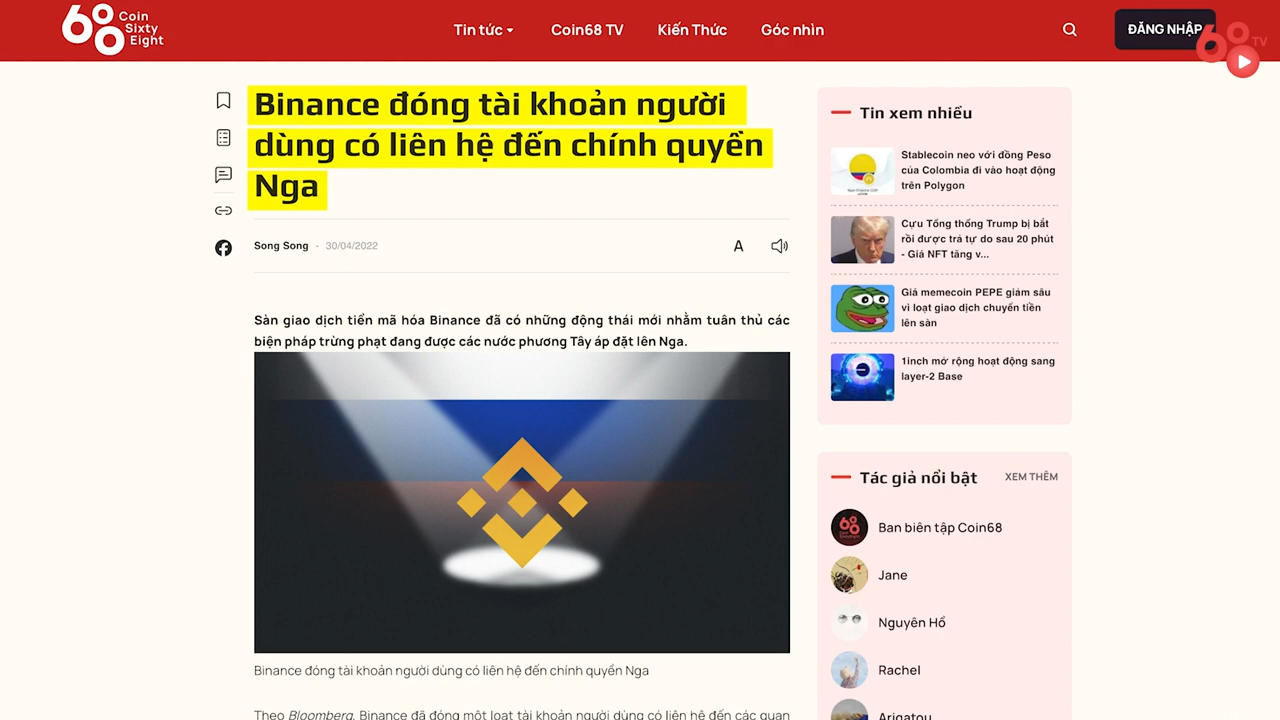 68 Coin
Sixty
Eight
Tin tức
Coin68 TV
Kiến Thức
Góc nhìn
ĐĂNG NHẬP
68 TV
Binance đóng tài khoản người
dùng có liên hệ đến chính quyền
Nga
Song Song - 30/04/2022
A
Sàn giao dịch tiền mã hóa Binance đã có những động thái mới nhằm tuân thủ các
biện pháp trừng phạt đang được các nước phương Tây áp đặt lên Nga.
Binance đóng tài khoản người dùng có liên hệ đến chính quyền Nga
Theo Bloomberg, Binance đã đóng một loạt tài khoản người dùng có liên hệ đến các quan
Tin xem nhiều
Stablecoin neo với đồng Peso
của Colombia đi vào hoạt động
trên Polygon
Cựu Tổng thống Trump bị bắt
rồi được trả tự do sau 20 phút
- Giá NFT tăng v...
Giá memecoin PEPE giảm sâu
vì loạt giao dịch chuyển tiền
lên sàn
1inch mở rộng hoạt động sang
layer-2 Base
Tác giả nổi bật
XEM THÊM
Ban biên tập Coin68
Jane
Nguyên Hổ
Rachel
Arigatou